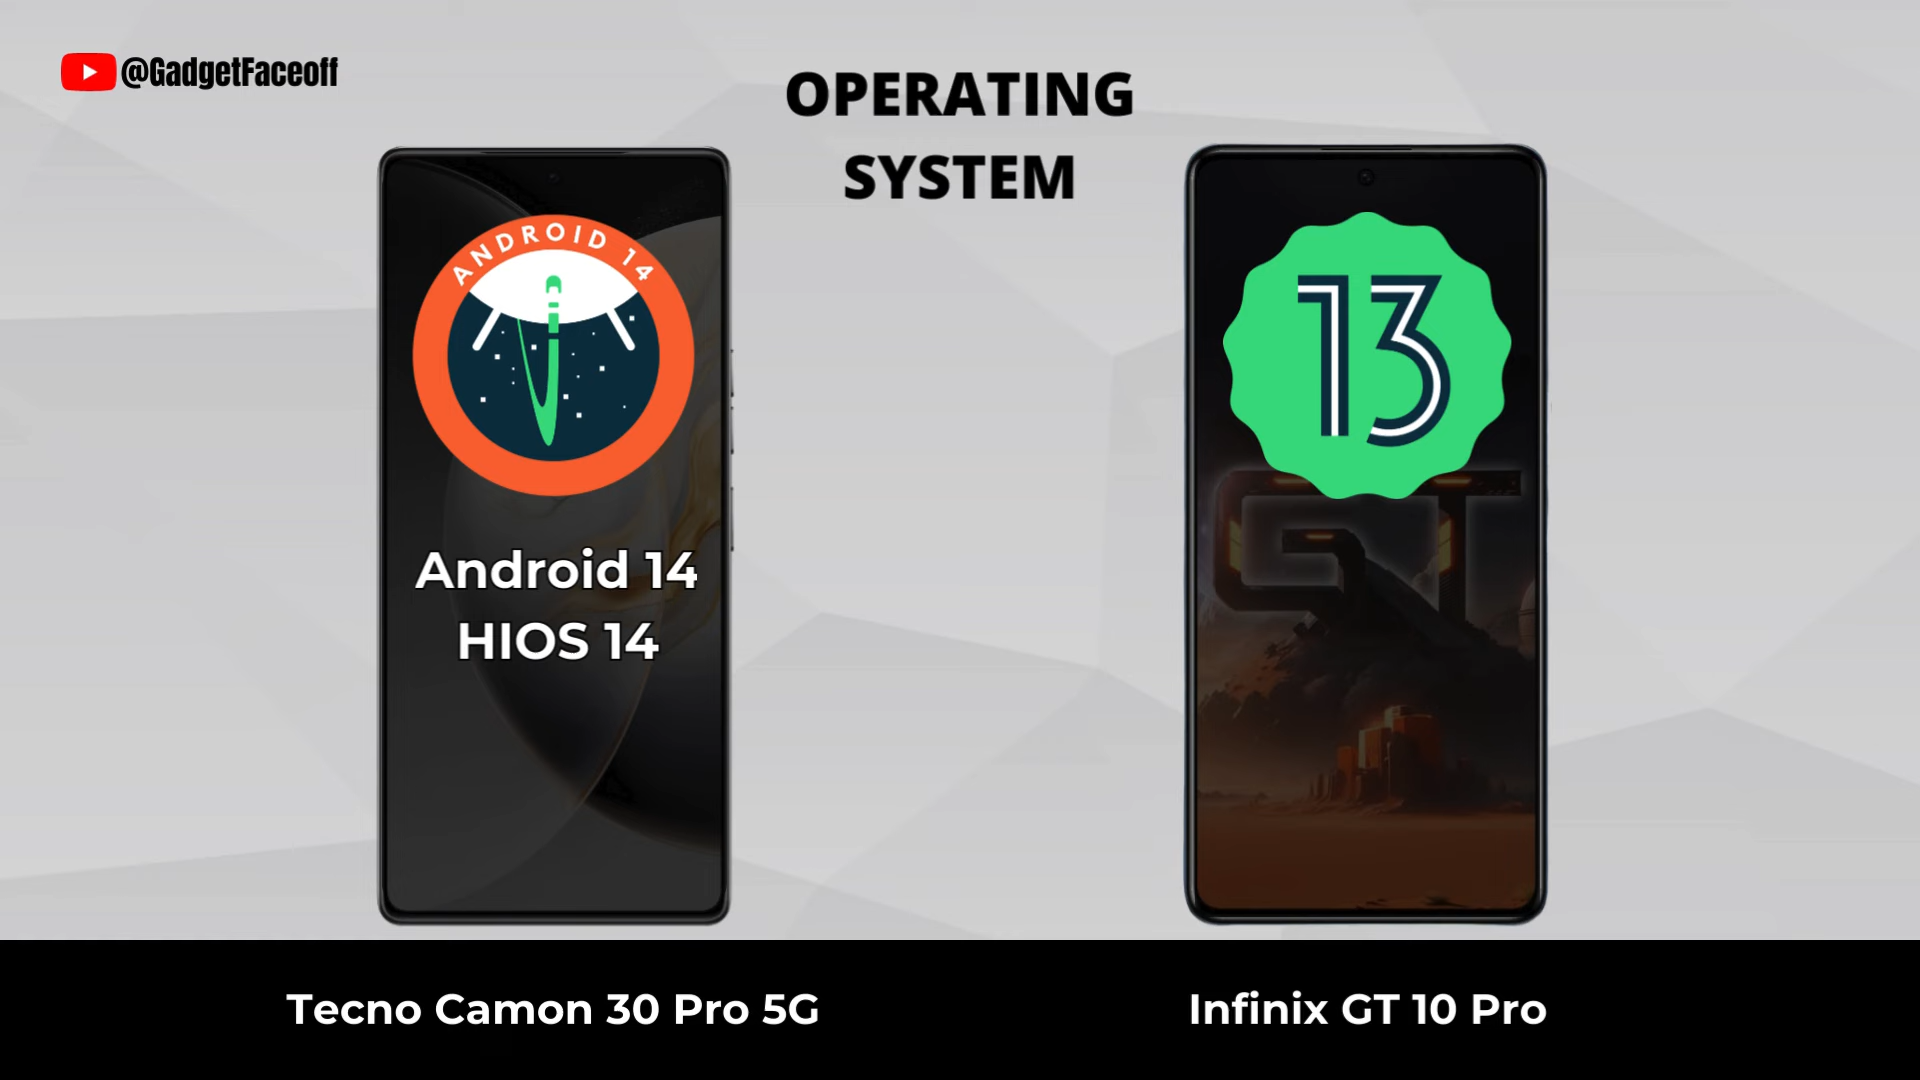 @GadgetFaceoff
OPERATING
SYSTEM
ANDROID 14
Android 14
HIOS 14
13
GT
Tecno Camon 30 Pro 5G
Infinix GT 10 Pro